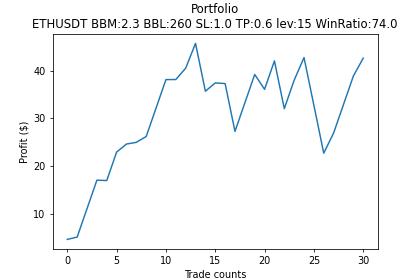 Portfolio
ETHUSDT BBM:2.3 BBL:260 SL:1.0 TP:0.6 lev:15 WinRatio:74.0
40
30
20
10
Profit ($)
0
5
10
15
20
25
30
Trade counts